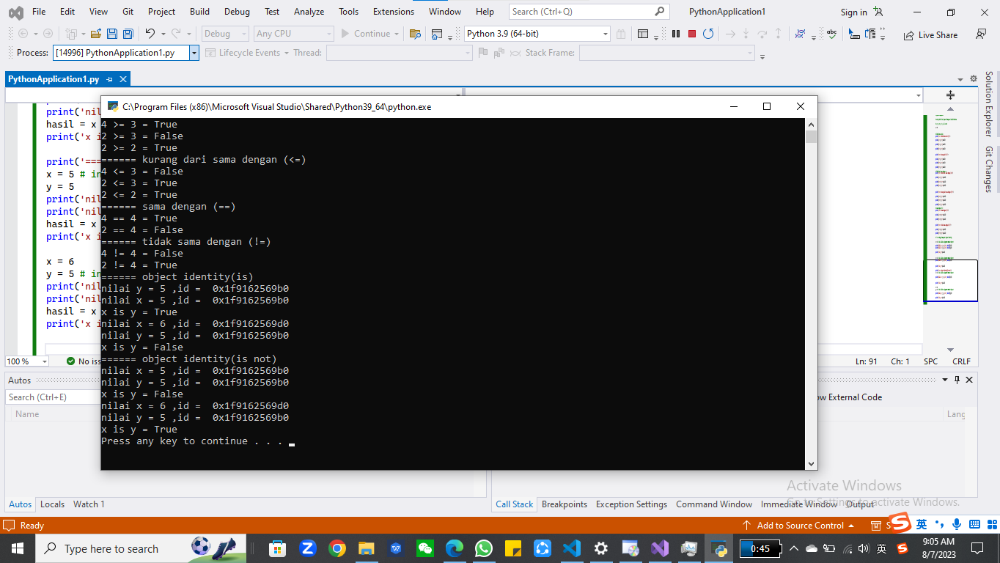 File Edit View Git Project Build Debug Test Analyze Tools Extensions Window Help Search (Ctrl+Q) PythonApplication1 Sign in
Debug Any CPU Continue Python 3.9 (64-bit) Live Share
Process: [14996] PythonApplication1.py Lifecycle Events Thread: Stack Frame:
PythonApplication1.py
Solution Explorer
Git Changes
print('nil
hasil = x
print('x i
print('===
x = 5 # in
y = 5
print('nil
print('nil
hasil = x
print('x i
x = 6
y = 5 # in
print('nil
print('nil
hasil = x
print('x i
C:\Program Files (x86)\Microsoft Visual Studio\Shared\Python39_64\python.exe
4 >= 3 = True
2 >= 3 = False
2 >= 2 = True
====== kurang dari sama dengan (<=)
4 <= 3 = False
2 <= 3 = True
2 <= 2 = True
====== sama dengan (==)
4 == 4 = True
2 == 4 = False
====== tidak sama dengan (!=)
4 != 4 = False
2 != 4 = True
====== object identity(is)
nilai y = 5 ,id =  0x1f9162569b0
nilai x = 5 ,id =  0x1f9162569b0
x is y = True
nilai x = 6 ,id =  0x1f9162569d0
nilai y = 5 ,id =  0x1f9162569b0
x is y = False
====== object identity(is not)
nilai x = 5 ,id =  0x1f9162569b0
nilai y = 5 ,id =  0x1f9162569b0
x is y = False
nilai x = 6 ,id =  0x1f9162569d0
nilai y = 5 ,id =  0x1f9162569b0
x is y = True
Press any key to continue . . .
100 % No iss Ln: 91 Ch: 1 SPC CRLF
Autos
Search (Ctrl+E) ow External Code
Name Lang
Autos Locals Watch 1 Call Stack Breakpoints Exception Settings Command Window Immediate Window Output
Activate Windows
Go to Settings to activate Windows.
Ready Add to Source Control S 英
Type here to search 0:45 英 9:05 AM
8/7/2023